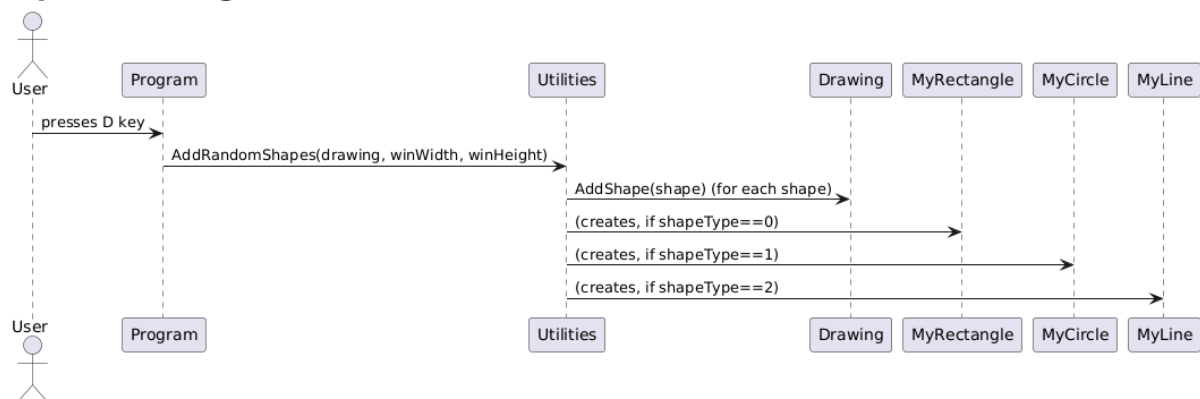 User
Program
Utilities
Drawing
MyRectangle
MyCircle
MyLine
presses D key
AddRandomShapes(drawing, winWidth, winHeight)
AddShape(shape) (for each shape)
(creates, if shapeType==0)
(creates, if shapeType==1)
(creates, if shapeType==2)
User
Program
Utilities
Drawing
MyRectangle
MyCircle
MyLine